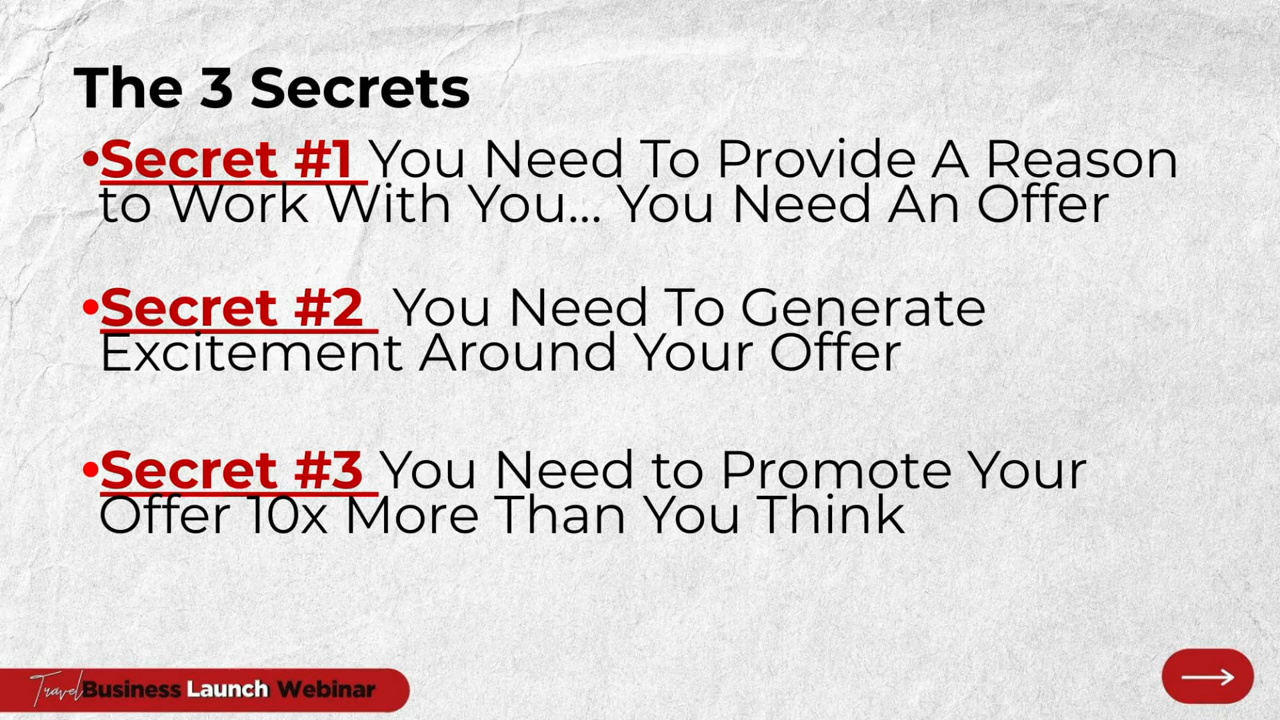 The 3 Secrets
•Secret #1 You Need To Provide A Reason
to Work With You... You Need An Offer
•Secret #2 You Need To Generate
Excitement Around Your Offer
•Secret #3 You Need to Promote Your
Offer 10x More Than You Think
Travel Business Launch Webinar